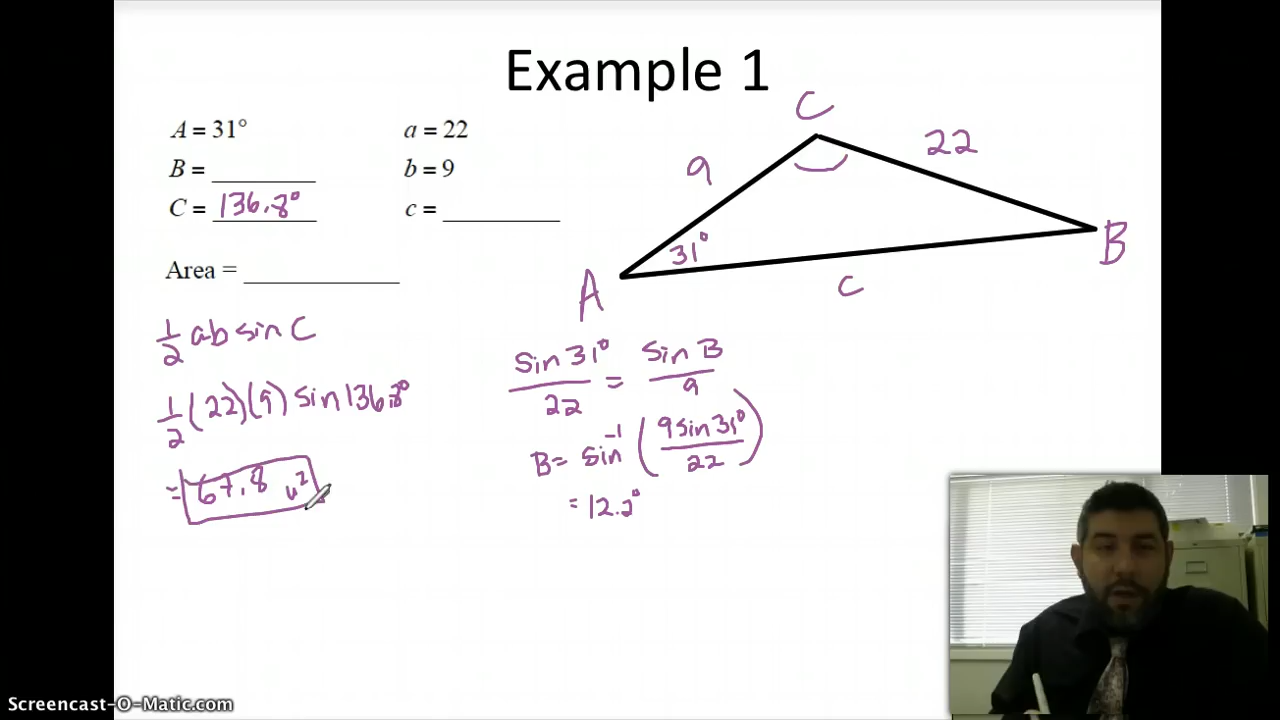 Example 1
A = 31°
a = 22
B = ________
b = 9
C = 136.8°
c = _________
Area = ____________
1/2 ab sin C
1/2 (22)(9) sin 136.8°
= 67.8 u²
C
9
22
31°
A
B
c
Sin 31°/22 = Sin B/9
B = sin⁻¹ (9 sin 31°/22)
= 12.2°
Screencast-O-Matic.com